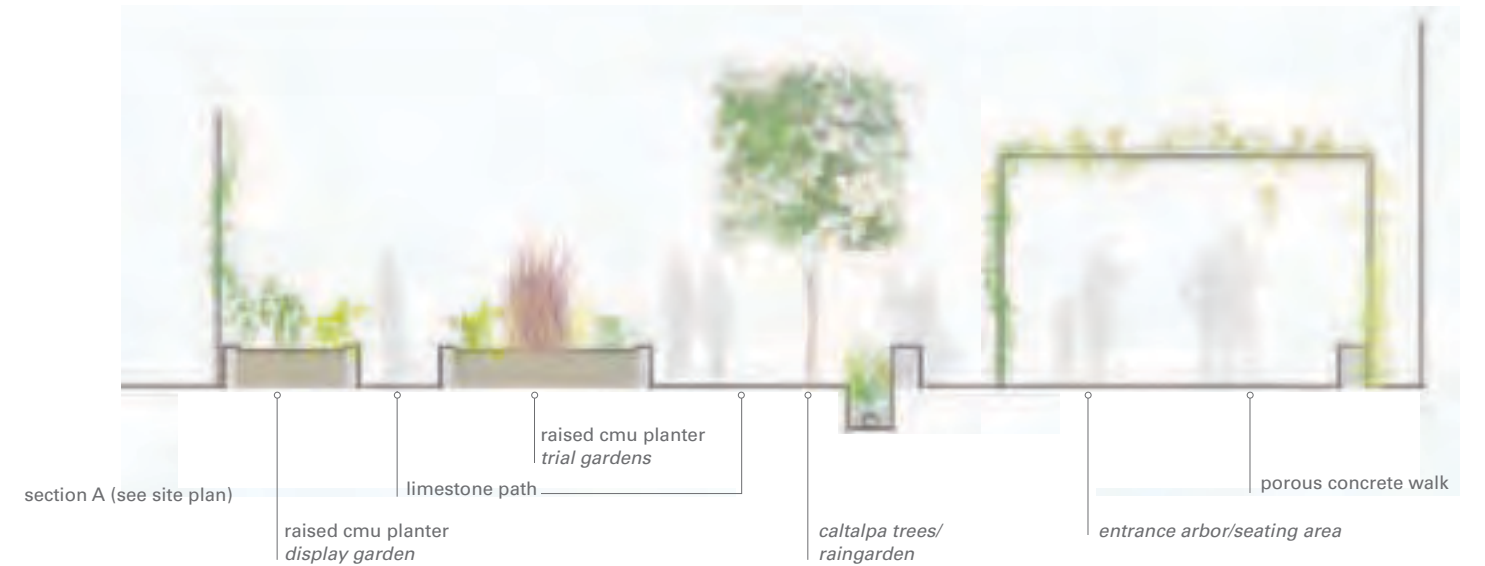 raised cmu planter
trial gardens
section A (see site plan)
limestone path
porous concrete walk
raised cmu planter
display garden
caltalpa trees/
raingarden
entrance arbor/seating area